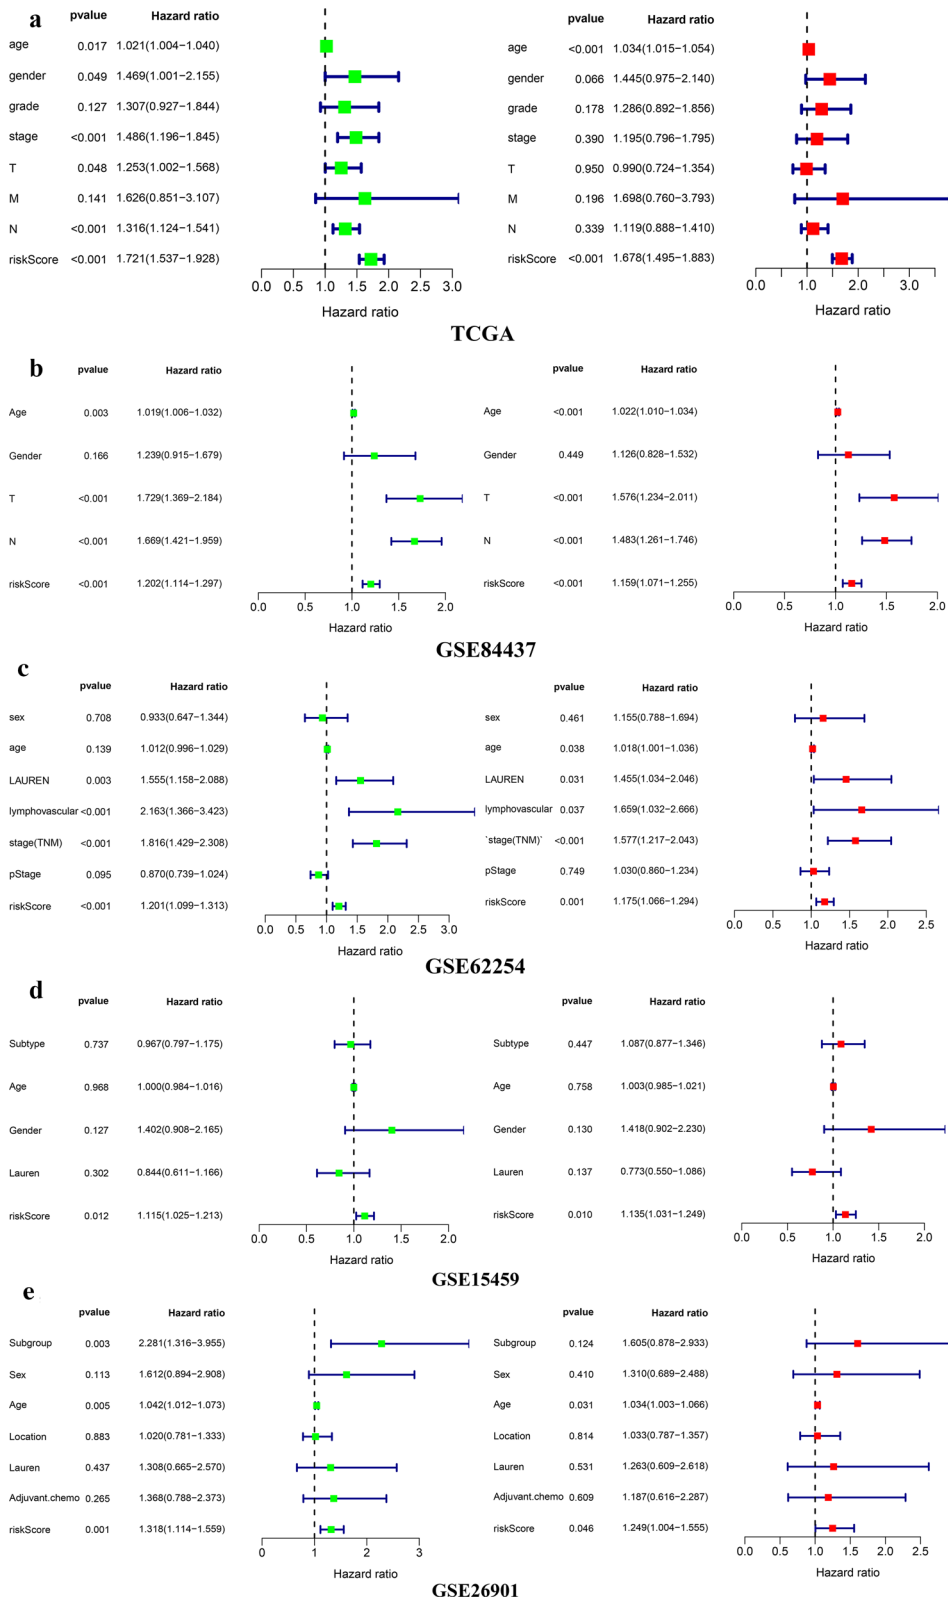 a
pvalue Hazard ratio
age 0.017 1.021(1.004−1.040)
gender 0.049 1.469(1.001−2.155)
grade 0.127 1.307(0.927−1.844)
stage <0.001 1.486(1.196−1.845)
T 0.048 1.253(1.002−1.568)
M 0.141 1.626(0.851−3.107)
N <0.001 1.316(1.124−1.541)
riskScore <0.001 1.721(1.537−1.928)
0.0 0.5 1.0 1.5 2.0 2.5 3.0
Hazard ratio
pvalue Hazard ratio
age <0.001 1.034(1.015−1.054)
gender 0.066 1.445(0.975−2.140)
grade 0.178 1.286(0.892−1.856)
stage 0.390 1.195(0.796−1.795)
T 0.950 0.990(0.724−1.354)
M 0.196 1.698(0.760−3.793)
N 0.339 1.119(0.888−1.410)
riskScore <0.001 1.678(1.495−1.883)
0.0 1.0 2.0 3.0
Hazard ratio
TCGA
b
pvalue Hazard ratio
Age 0.003 1.019(1.006−1.032)
Gender 0.166 1.239(0.915−1.679)
T <0.001 1.729(1.369−2.184)
N <0.001 1.669(1.421−1.959)
riskScore <0.001 1.202(1.114−1.297)
0.0 0.5 1.0 1.5 2.0
Hazard ratio
pvalue Hazard ratio
Age <0.001 1.022(1.010−1.034)
Gender 0.449 1.126(0.828−1.532)
T <0.001 1.576(1.234−2.011)
N <0.001 1.483(1.261−1.746)
riskScore <0.001 1.159(1.071−1.255)
0.0 0.5 1.0 1.5 2.0
Hazard ratio
GSE84437
c
pvalue Hazard ratio
sex 0.708 0.933(0.647−1.344)
age 0.139 1.012(0.996−1.029)
LAUREN 0.003 1.555(1.158−2.088)
lymphovascular <0.001 2.163(1.366−3.423)
stage(TNM) <0.001 1.816(1.429−2.308)
pStage 0.095 0.870(0.739−1.024)
riskScore <0.001 1.201(1.099−1.313)
0.0 0.5 1.0 1.5 2.0 2.5 3.0
Hazard ratio
pvalue Hazard ratio
sex 0.461 1.155(0.788−1.694)
age 0.038 1.018(1.001−1.036)
LAUREN 0.031 1.455(1.034−2.046)
lymphovascular 0.037 1.659(1.032−2.666)
`stage(TNM)` <0.001 1.577(1.217−2.043)
pStage 0.749 1.030(0.860−1.234)
riskScore 0.001 1.175(1.066−1.294)
0.0 0.5 1.0 1.5 2.0 2.5
Hazard ratio
GSE62254
d
pvalue Hazard ratio
Subtype 0.737 0.967(0.797−1.175)
Age 0.968 1.000(0.984−1.016)
Gender 0.127 1.402(0.908−2.165)
Lauren 0.302 0.844(0.611−1.166)
riskScore 0.012 1.115(1.025−1.213)
0.0 0.5 1.0 1.5 2.0
Hazard ratio
pvalue Hazard ratio
Subtype 0.447 1.087(0.877−1.346)
Age 0.758 1.003(0.985−1.021)
Gender 0.130 1.418(0.902−2.230)
Lauren 0.137 0.773(0.550−1.086)
riskScore 0.010 1.135(1.031−1.249)
0.0 0.5 1.0 1.5 2.0
Hazard ratio
GSE15459
e
pvalue Hazard ratio
Subgroup 0.003 2.281(1.316−3.955)
Sex 0.113 1.612(0.894−2.908)
Age 0.005 1.042(1.012−1.073)
Location 0.883 1.020(0.781−1.333)
Lauren 0.437 1.308(0.665−2.570)
Adjuvant.chemo 0.265 1.368(0.788−2.373)
riskScore 0.001 1.318(1.114−1.559)
0 1 2 3
Hazard ratio
pvalue Hazard ratio
Subgroup 0.124 1.605(0.878−2.933)
Sex 0.410 1.310(0.689−2.488)
Age 0.031 1.034(1.003−1.066)
Location 0.814 1.033(0.787−1.357)
Lauren 0.531 1.263(0.609−2.618)
Adjuvant.chemo 0.609 1.187(0.616−2.287)
riskScore 0.046 1.249(1.004−1.555)
0.0 0.5 1.0 1.5 2.0 2.5
Hazard ratio
GSE26901